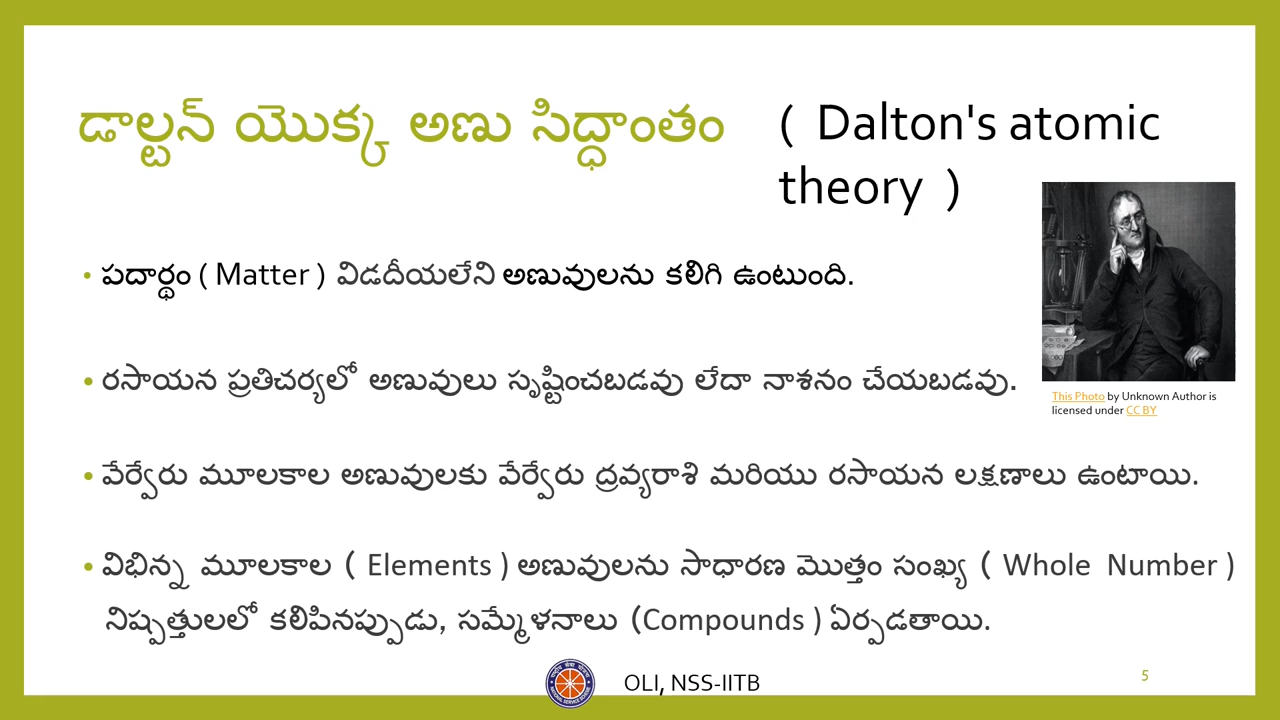 డాల్టన్ యొక్క అణు సిద్ధాంతం ( Dalton's atomic
theory )
• పదార్థం ( Matter ) విడదీయలేని అణువులను కలిగి ఉంటుంది.
• రసాయన ప్రతిచర్యలో అణువులు సృష్టించబడవు లేదా నాశనం చేయబడవు.
This Photo by Unknown Author is
licensed under CC BY
• వేర్వేరు మూలకాల అణువులకు వేర్వేరు ద్రవ్యరాశి మరియు రసాయన లక్షణాలు ఉంటాయి.
• విభిన్న మూలకాల ( Elements ) అణువులను సాధారణ మొత్తం సంఖ్య ( Whole Number )
నిష్పత్తులలో కలిపినప్పుడు, సమ్మేళనాలు (Compounds ) ఏర్పడతాయి.
OLI, NSS-IITB
5